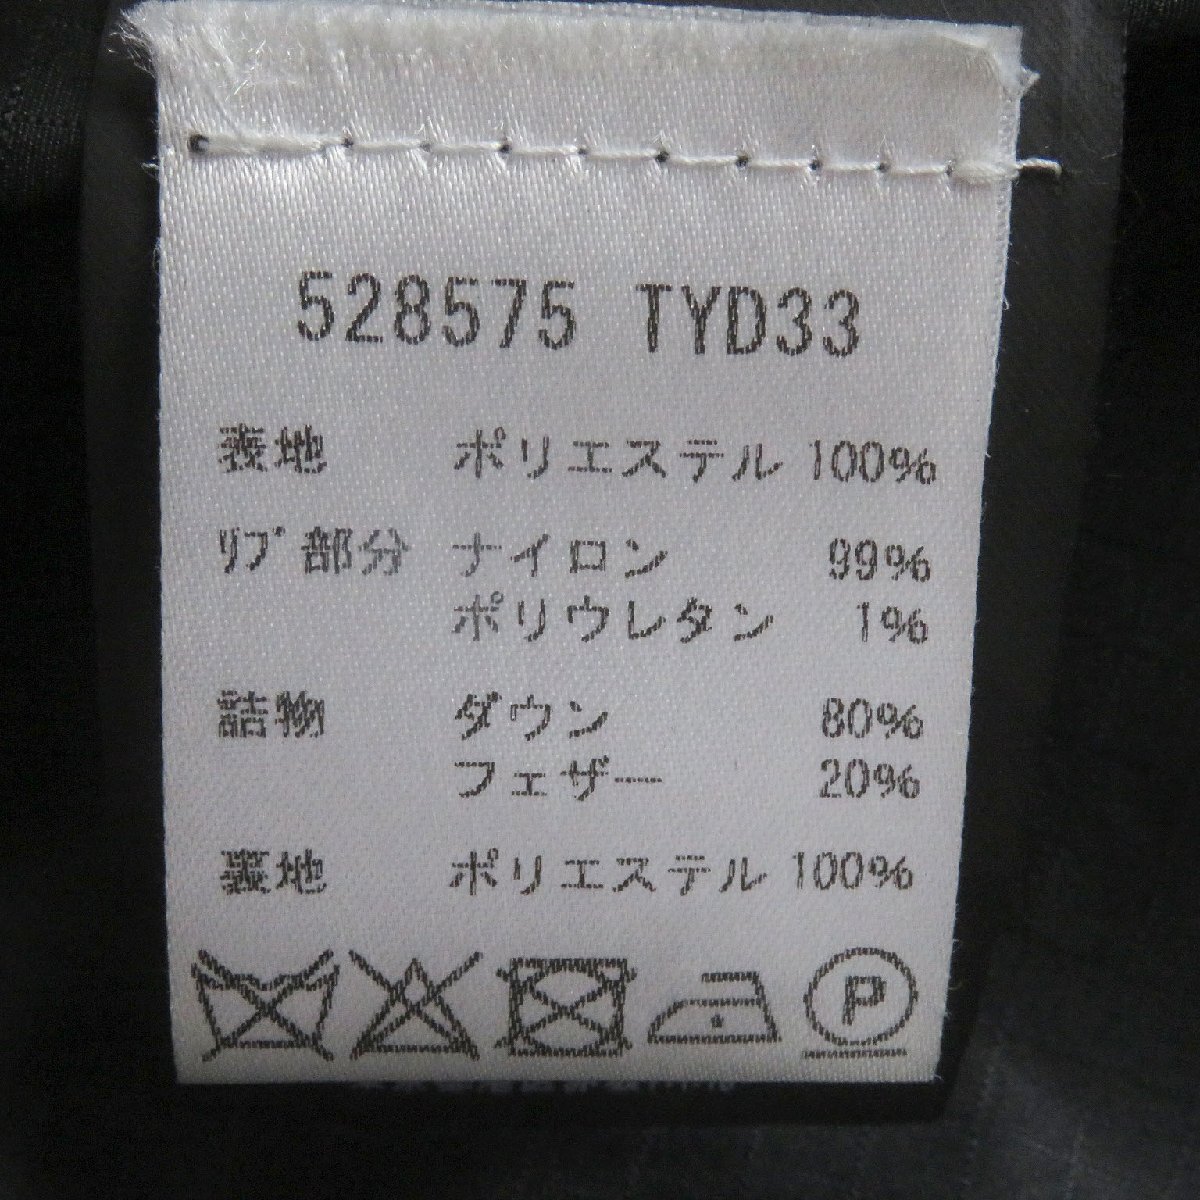 528575 TYD33
表地 ポリエステル 100%
ﾘﾌﾞ部分 ナイロン 99%
ポリウレタン 1%
詰物 ダウン 80%
フェザー 20%
裏地 ポリエステル 100%
P